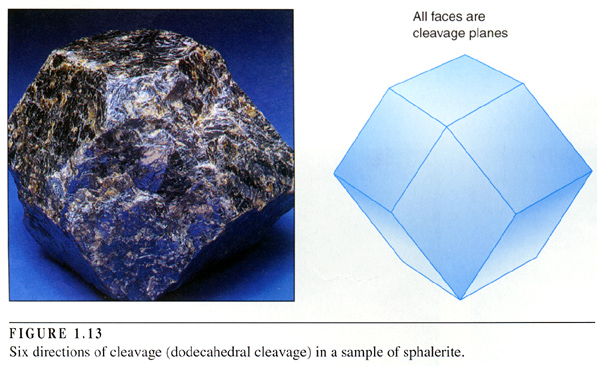 All faces are
cleavage planes
FIGURE 1.13
Six directions of cleavage (dodecahedral cleavage) in a sample of sphalerite.